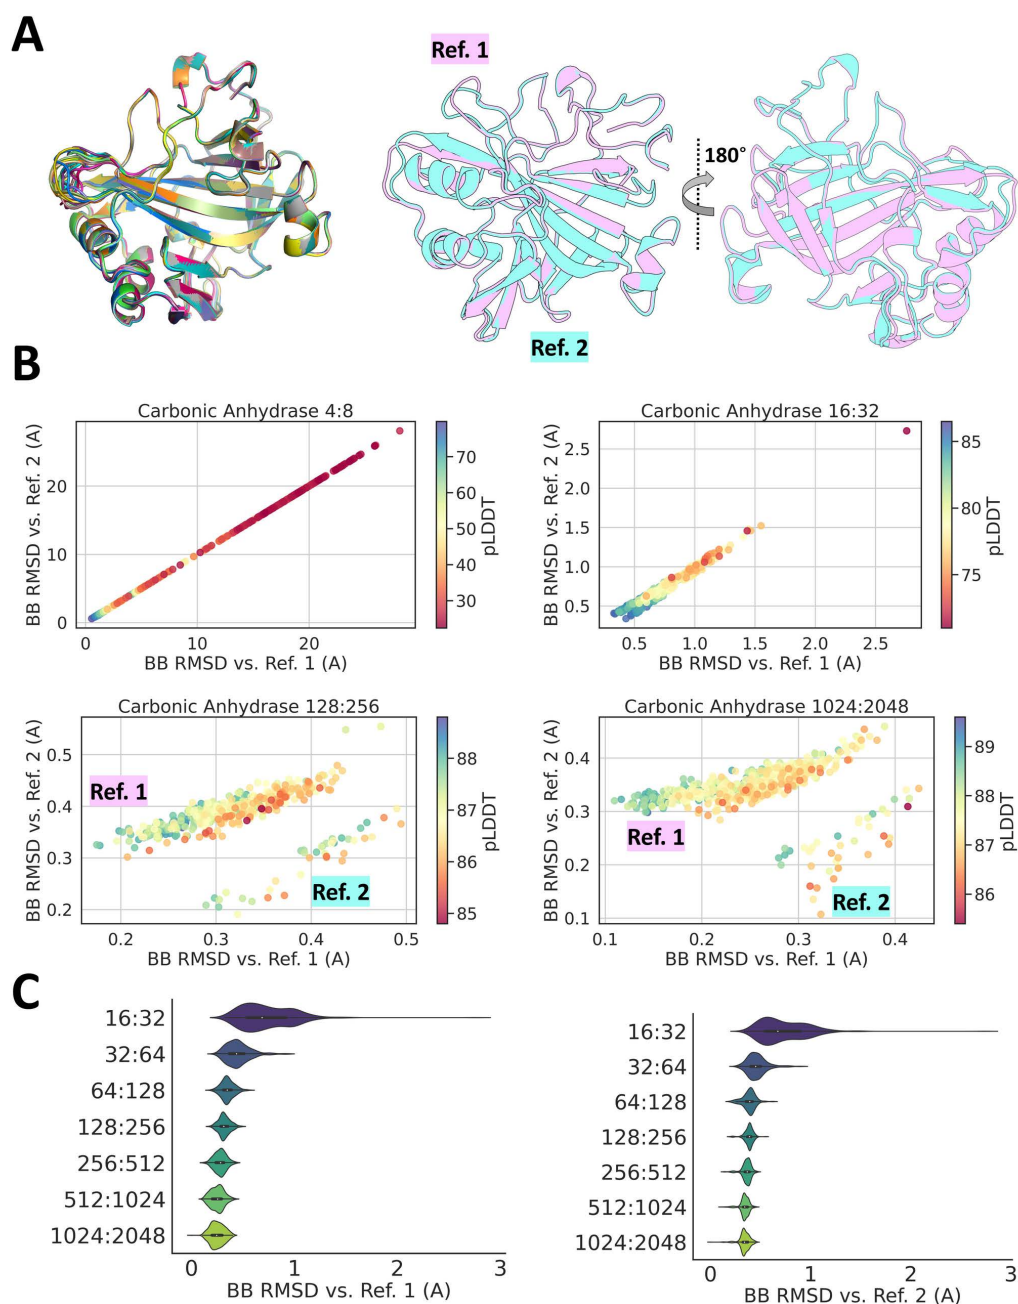 A
Ref. 1
180°
Ref. 2
B
Carbonic Anhydrase 4:8
BB RMSD vs. Ref. 2 (A)
20
10
0
0 10 20
BB RMSD vs. Ref. 1 (A)
70
60
50
40
30
pLDDT
Carbonic Anhydrase 16:32
BB RMSD vs. Ref. 2 (A)
2.5
2.0
1.5
1.0
0.5
0.5 1.0 1.5 2.0 2.5
BB RMSD vs. Ref. 1 (A)
85
80
75
pLDDT
Carbonic Anhydrase 128:256
BB RMSD vs. Ref. 2 (A)
0.5
0.4
0.3
0.2
Ref. 1
Ref. 2
0.2 0.3 0.4 0.5
BB RMSD vs. Ref. 1 (A)
88
87
86
85
pLDDT
Carbonic Anhydrase 1024:2048
BB RMSD vs. Ref. 2 (A)
0.4
0.3
0.2
0.1
Ref. 1
Ref. 2
0.1 0.2 0.3 0.4
BB RMSD vs. Ref. 1 (A)
89
88
87
86
pLDDT
C
16:32
32:64
64:128
128:256
256:512
512:1024
1024:2048
0 1 2 3
BB RMSD vs. Ref. 1 (A)
16:32
32:64
64:128
128:256
256:512
512:1024
1024:2048
0 1 2 3
BB RMSD vs. Ref. 2 (A)